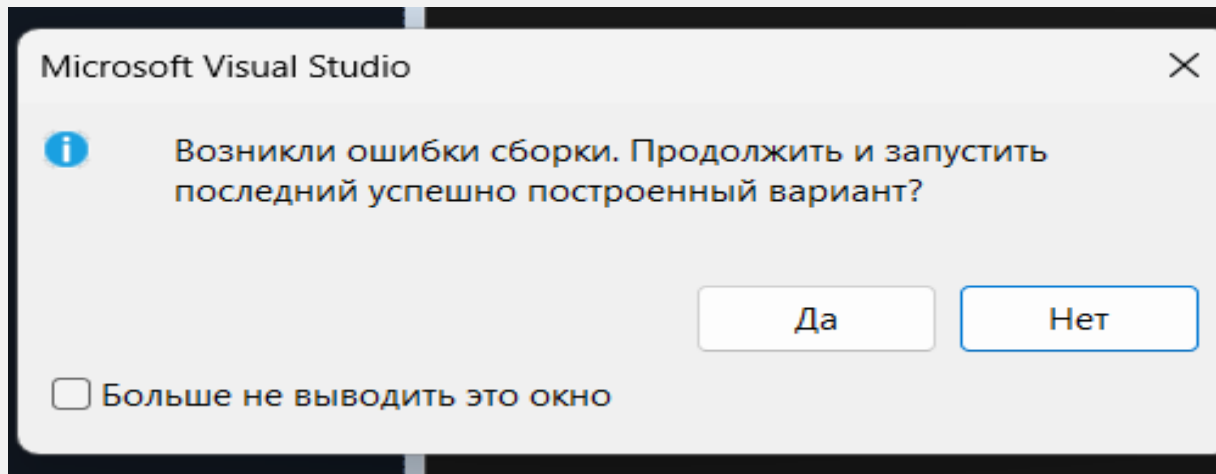 Microsoft Visual Studio
Возникли ошибки сборки. Продолжить и запустить
последний успешно построенный вариант?
Да
Нет
Больше не выводить это окно